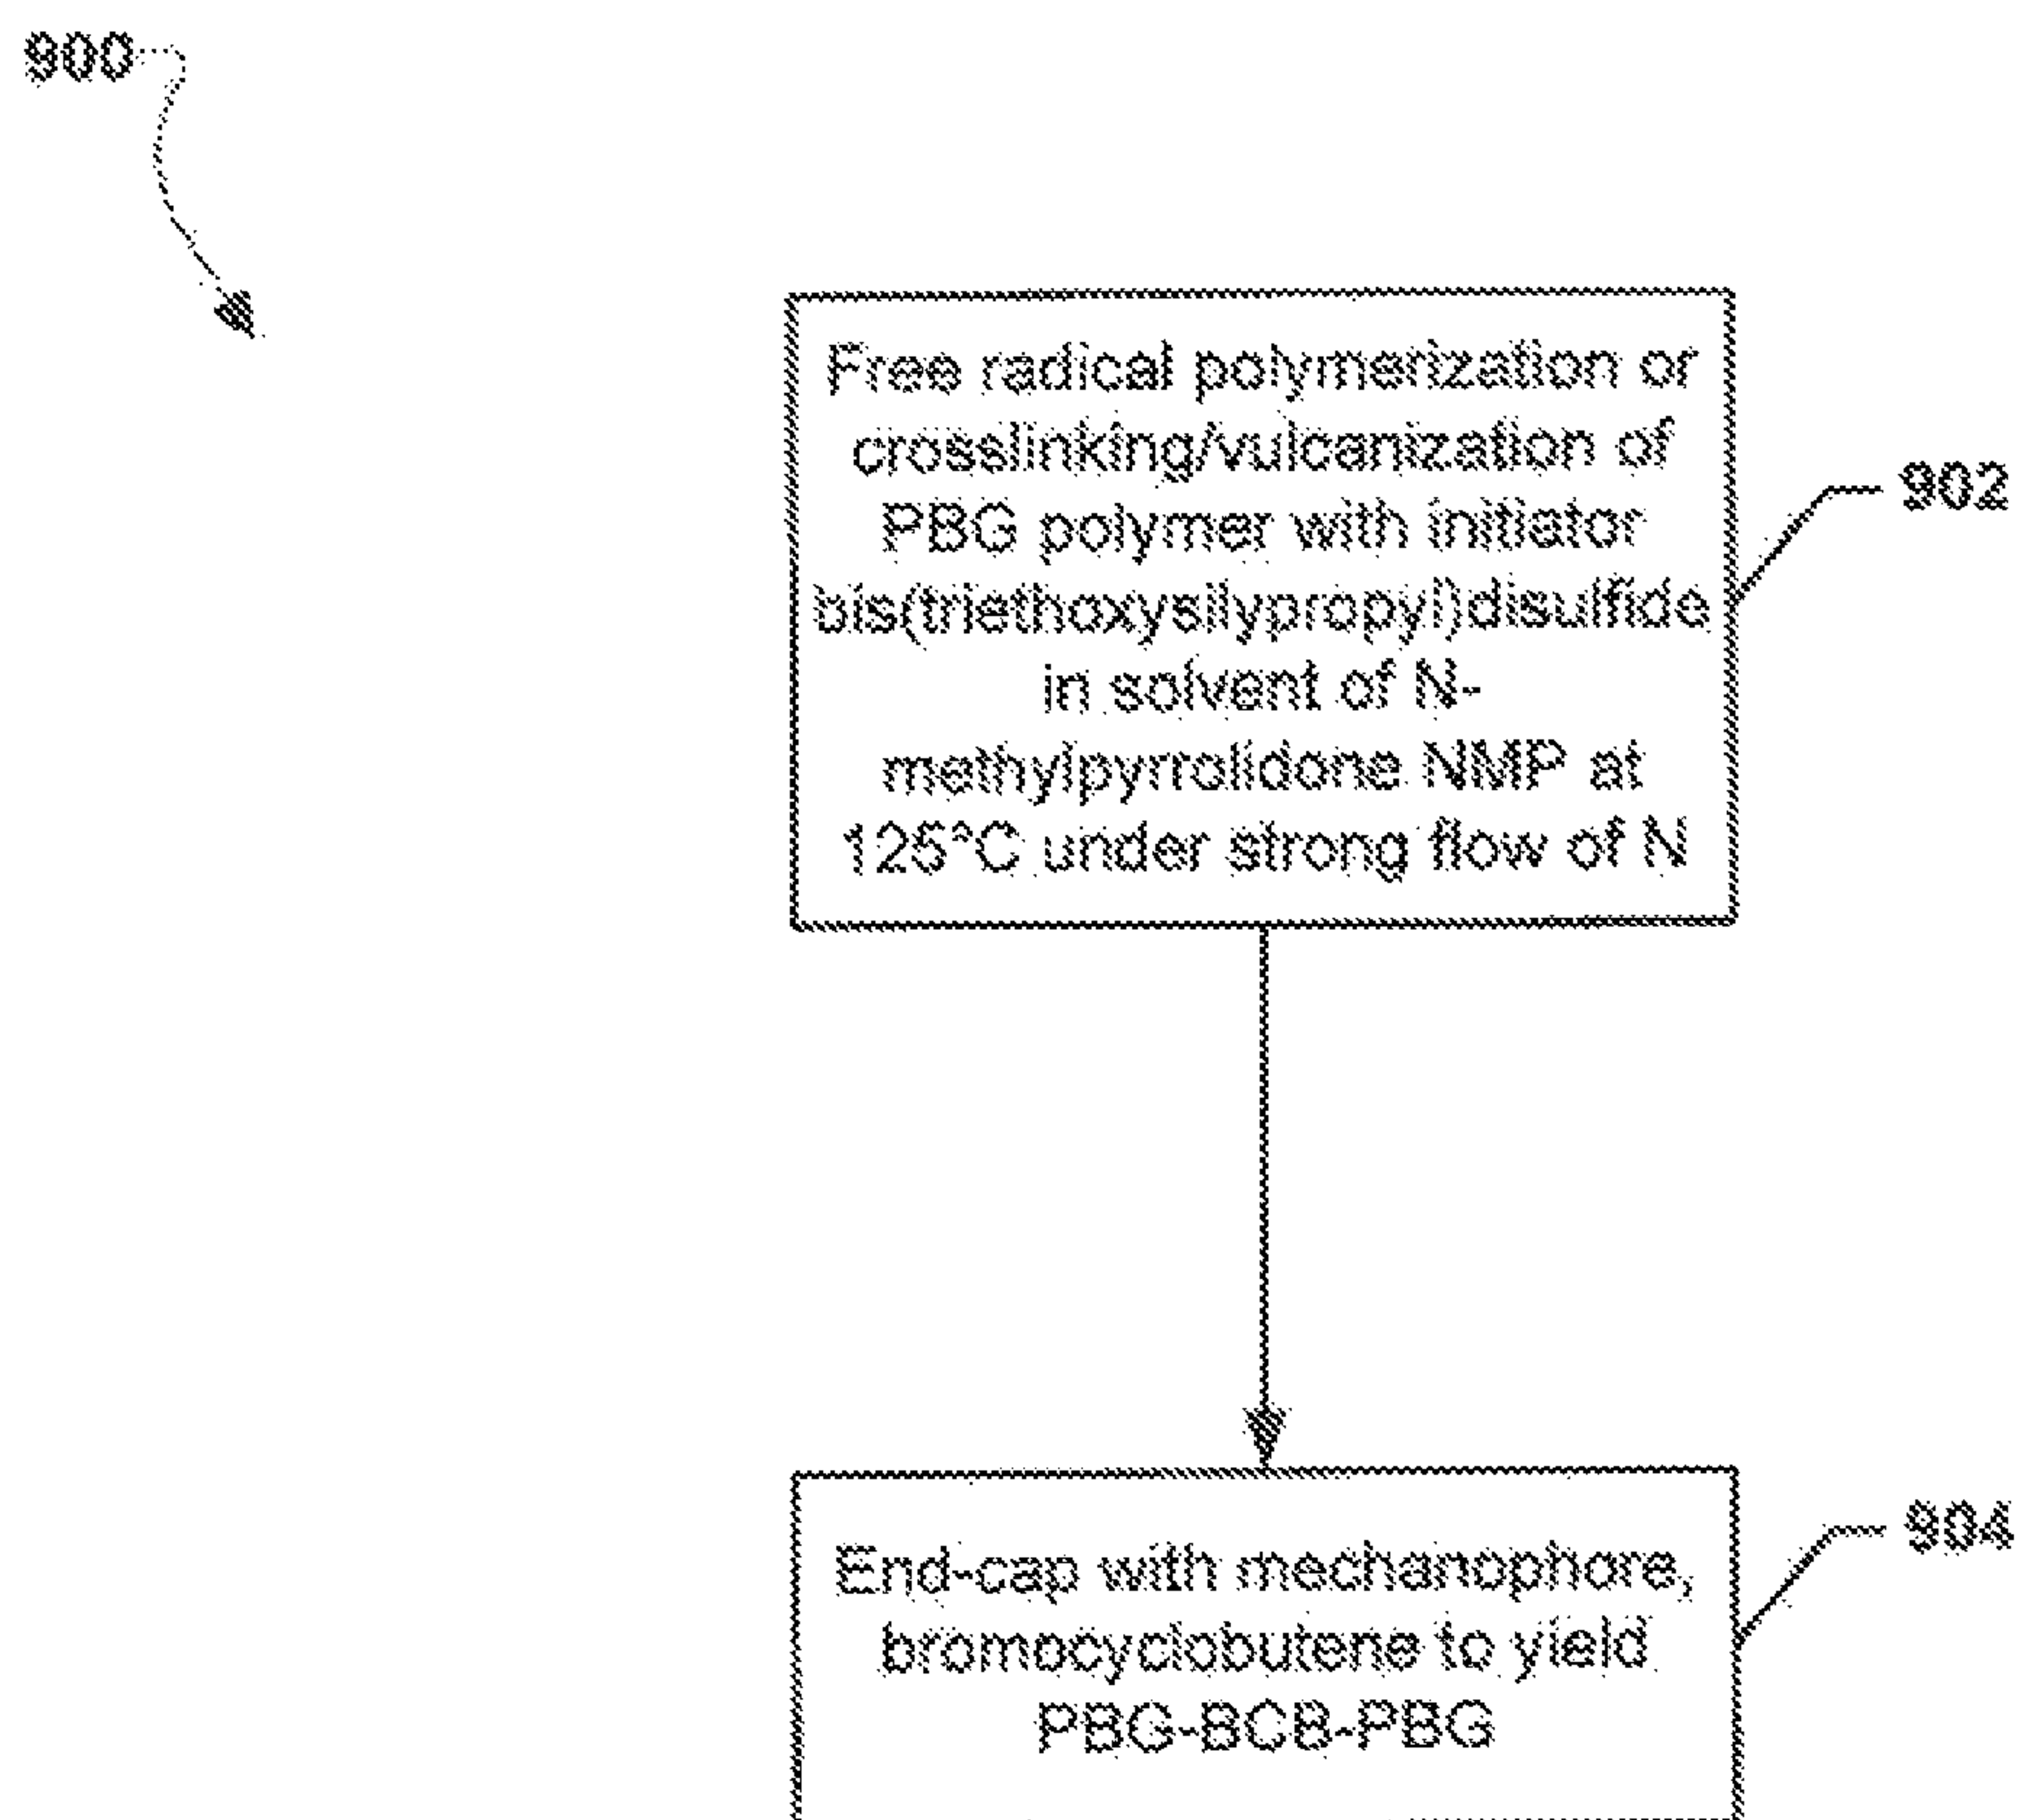 900
Free radical polymerization or
crosslinking/vulcanization of
PBG polymer with initiator
bis(triethoxysilypropyl)disulfide
in solvent of N-
methylpyrrolidone NMP at
125°C under strong flow of N
902
End-cap with mechanophore,
bromocyclobutene to yield
PBG-BCB-PBG
904